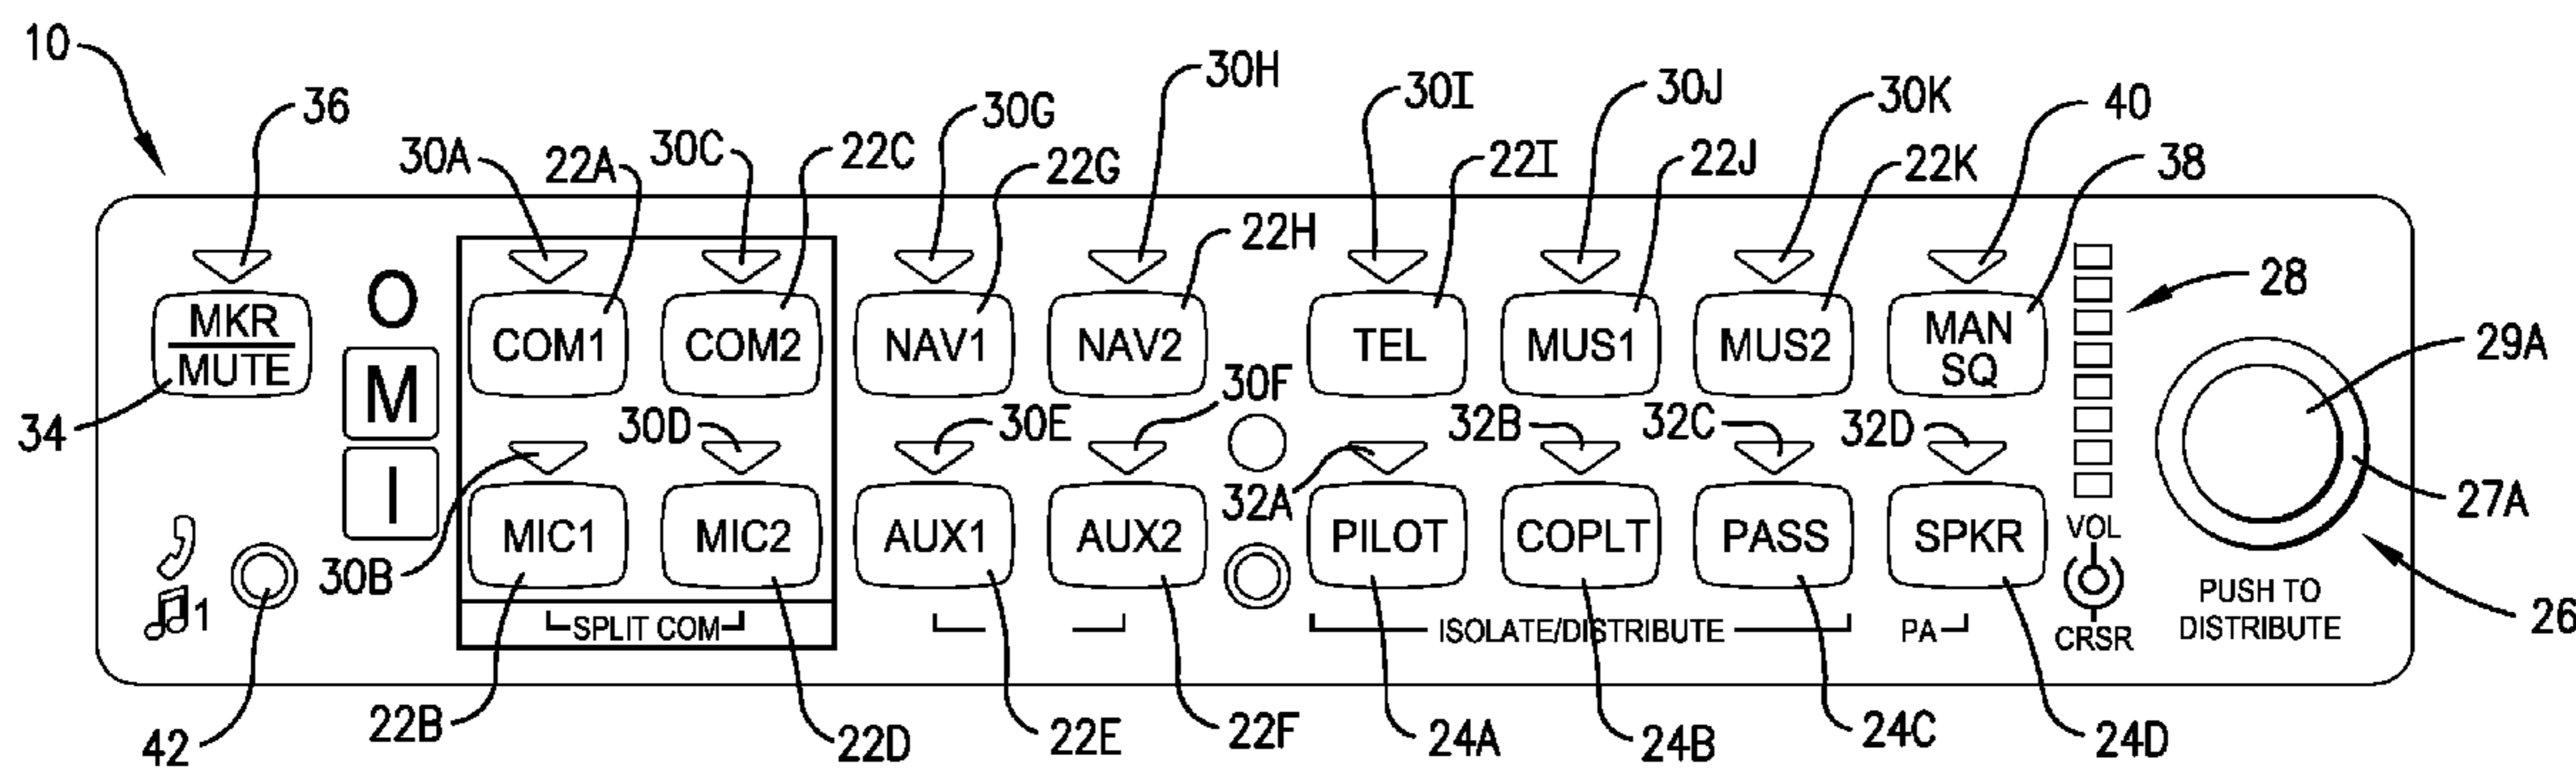 10
36
30A
22A
30C
22C
30G
22G
30H
22H
30I
22I
30J
22J
30K
22K
40
38
MKR
MUTE
O
M
I
COM1
COM2
NAV1
NAV2
TEL
MUS1
MUS2
MAN
SQ
28
29A
34
30D
30E
30F
32A
32B
32C
32D
27A
MIC1
MIC2
AUX1
AUX2
PILOT
COPLT
PASS
SPKR
VOL
CRSR
30B
1
SPLIT COM
ISOLATE/DISTRIBUTE
PA
PUSH TO
DISTRIBUTE
26
42
22B
22D
22E
22F
24A
24B
24C
24D